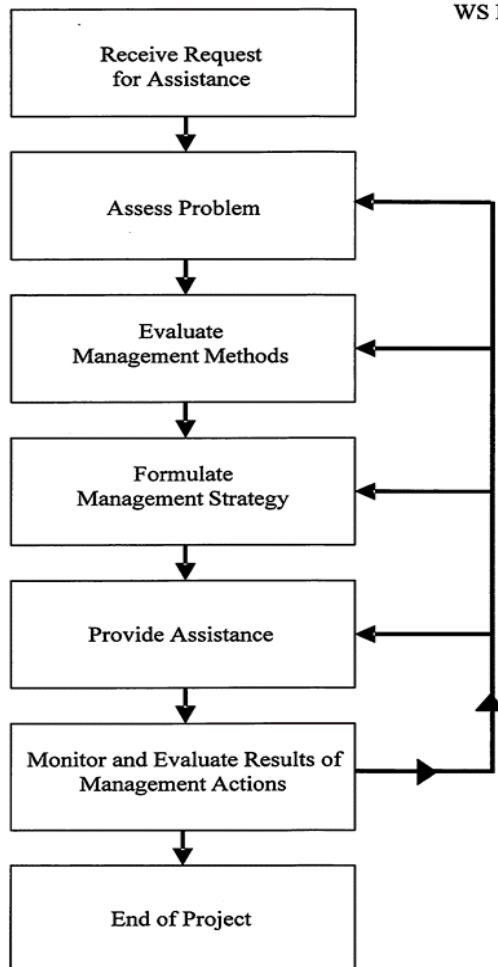 WS
Receive Request
for Assistance
Assess Problem
Evaluate
Management Methods
Formulate
Management Strategy
Provide Assistance
Monitor and Evaluate Results of
Management Actions
End of Project